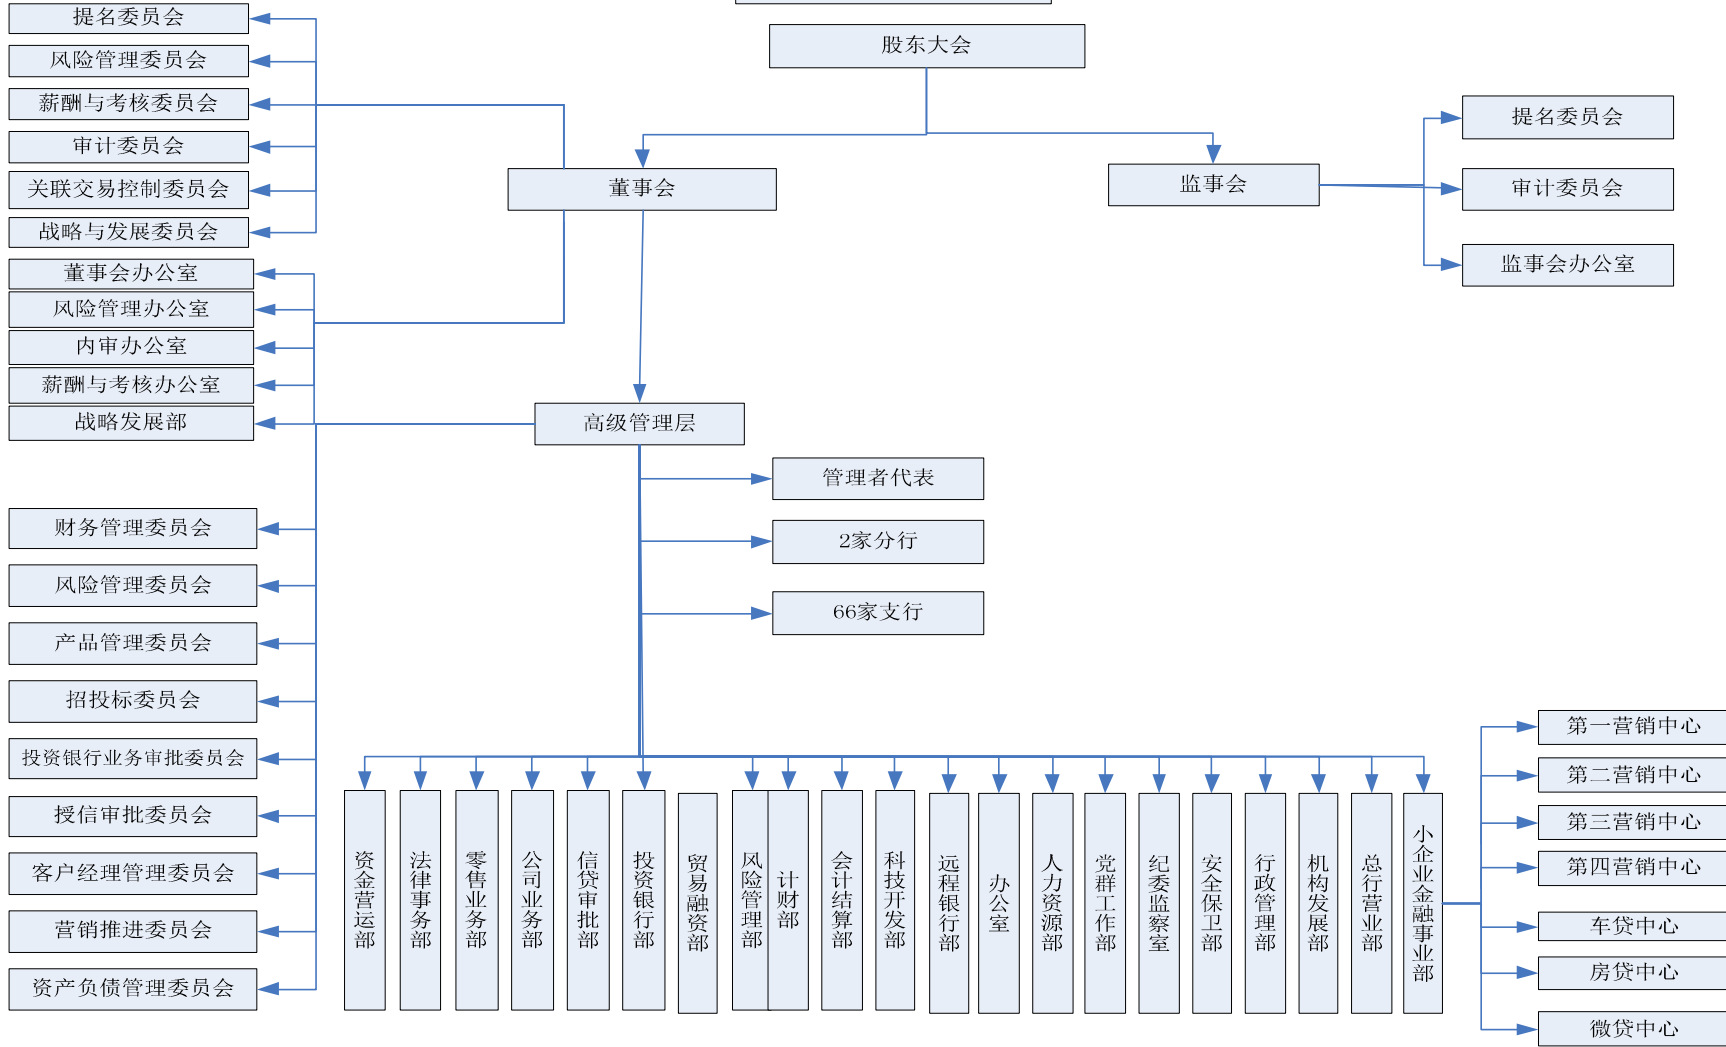 股东大会
董事会
监事会
提名委员会
风险管理委员会
薪酬与考核委员会
审计委员会
关联交易控制委员会
战略与发展委员会
董事会办公室
风险管理办公室
内审办公室
薪酬与考核办公室
战略发展部
提名委员会
审计委员会
监事会办公室
高级管理层
管理者代表
2家分行
66家支行
财务管理委员会
风险管理委员会
产品管理委员会
招投标委员会
投资银行业务审批委员会
授信审批委员会
客户经理管理委员会
营销推进委员会
资产负债管理委员会
资金营运部
法律事务部
零售业务部
公司业务部
信贷审批部
投资银行部
贸易融资部
风险管理部
计财部
会计结算部
科技开发部
远程银行部
办公室
人力资源部
党群工作部
纪委监察室
安全保卫部
行政管理部
机构发展部
总行营业部
小企业金融事业部
第一营销中心
第二营销中心
第三营销中心
第四营销中心
车贷中心
房贷中心
微贷中心